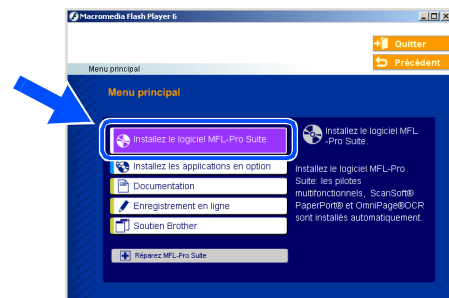 Macromedia Flash Player 6
Quitter
Précédent
Menu principal
Menu principal
Installez le logiciel MFL-Pro Suite.
Installez les applications en option
Documentation
Enregistrement en ligne
Soutien Brother
Réparez MFL-Pro Suite
Installez le logiciel MFL
-Pro Suite.
Installez le logiciel MFL-Pro
Suite: les pilotes
multifonctionnels, ScanSoft®
PaperPort® et OmniPage®OCR
sont installés automatiquement.